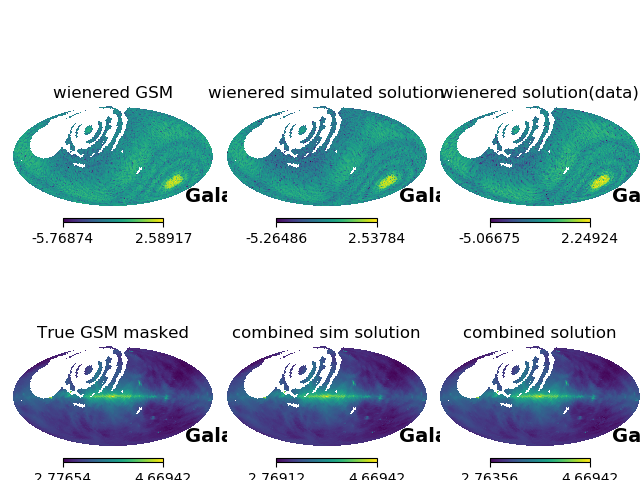 wienered GSM
wienered simulated solution
wienered solution(data)
Gala
Gala
Ga
-5.76874 2.58917
-5.26486 2.53784
-5.06675 2.24924
True GSM masked
combined sim solution
combined solution
Gala
Gala
Ga
2.77654 4.66942
2.76912 4.66942
2.76356 4.66942